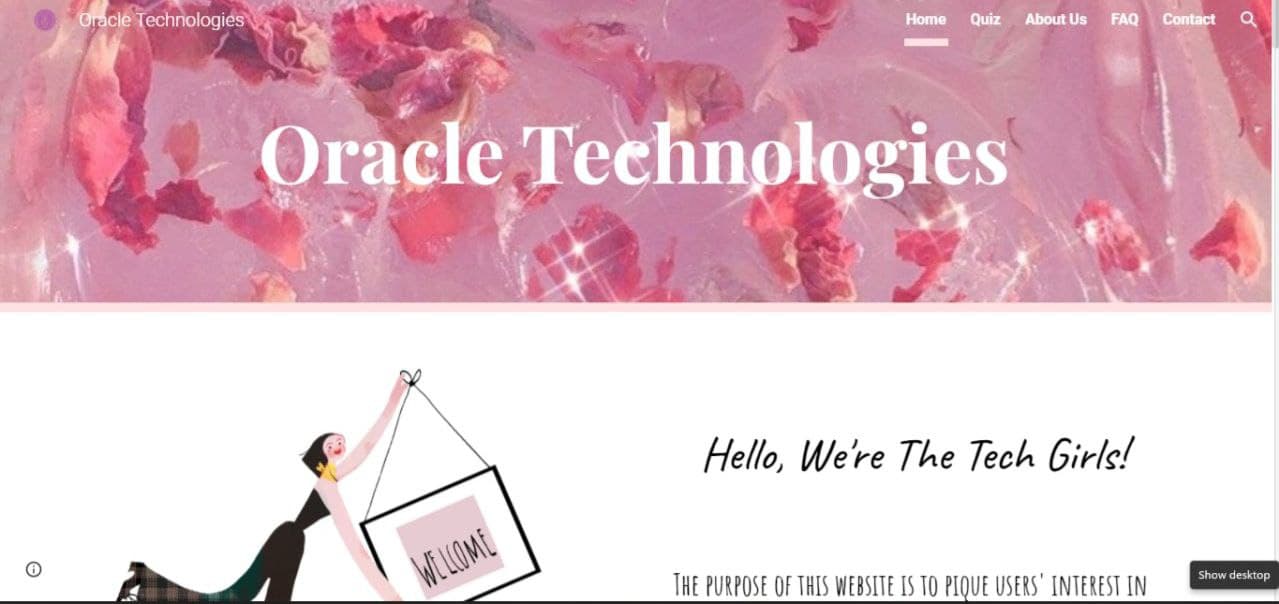 Oracle Technologies
Home Quiz About Us FAQ Contact
Oracle Technologies
Hello, We're The Tech Girls!
WELCOME
THE PURPOSE OF THIS WEBSITE IS TO PIQUE USERS' INTEREST IN
Show desktop